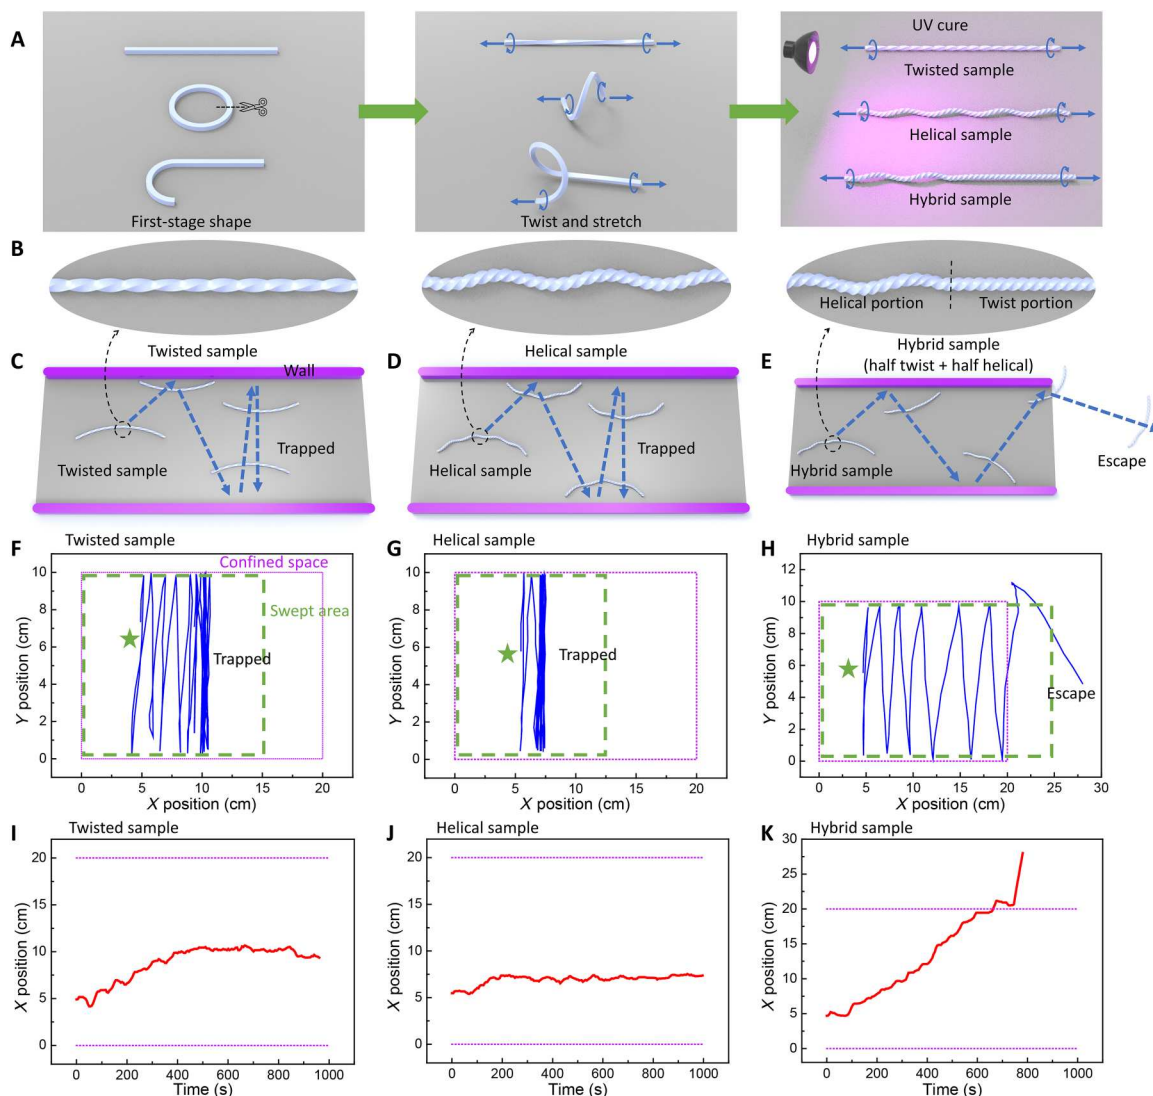 A
First-stage shape
Twist and stretch
UV cure
Twisted sample
Helical sample
Hybrid sample
B
Helical portion
Twist portion
C
Twisted sample
Wall
Twisted sample
Trapped
D
Helical sample
Helical sample
Trapped
E
Hybrid sample
(half twist + half helical)
Hybrid sample
Escape
F
Twisted sample
Confined space
Swept area
Trapped
Y position (cm)
10
8
6
4
2
0
0
5
10
15
20
X position (cm)
G
Helical sample
Trapped
Y position (cm)
10
8
6
4
2
0
0
5
10
15
20
X position (cm)
H
Hybrid sample
Escape
Y position (cm)
12
10
8
6
4
2
0
0
5
10
15
20
25
30
X position (cm)
I
Twisted sample
X position (cm)
20
15
10
5
0
0
200
400
600
800
1000
Time (s)
J
Helical sample
X position (cm)
20
15
10
5
0
0
200
400
600
800
1000
Time (s)
K
Hybrid sample
X position (cm)
30
25
20
15
10
5
0
0
200
400
600
800
1000
Time (s)